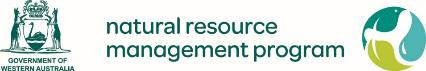 natural resource
management program
GOVERNMENT OF
WESTERN AUSTRALIA